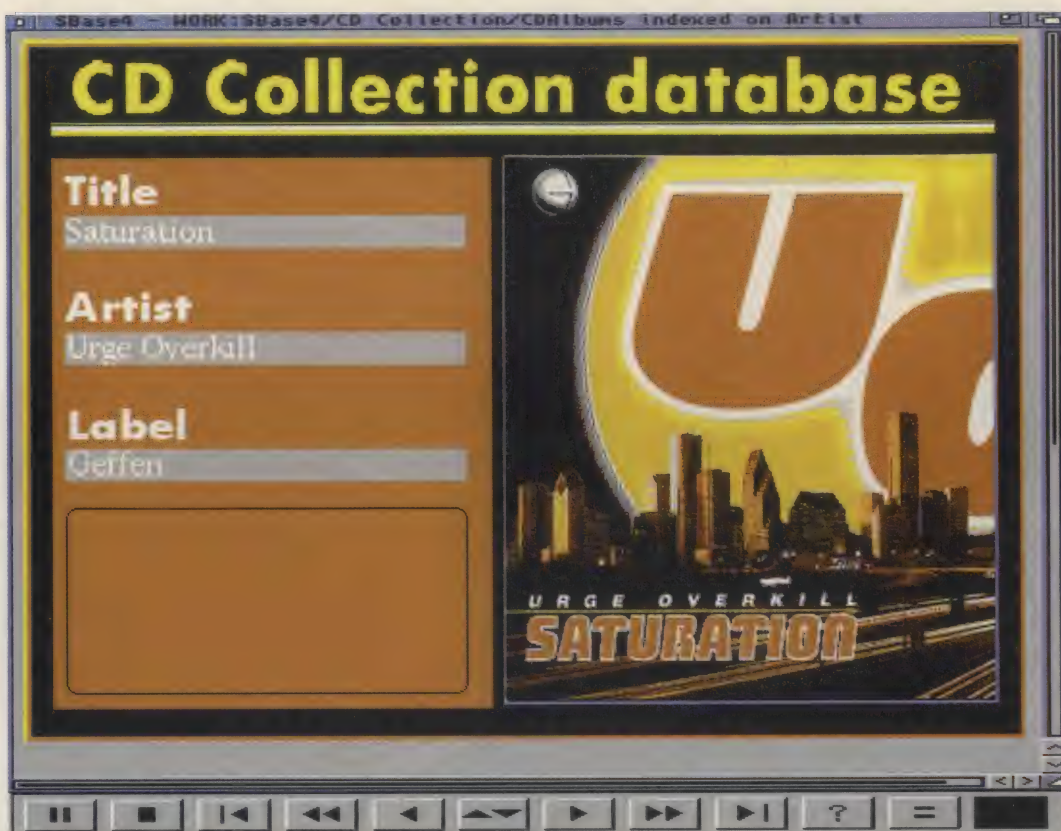 SBase4 - WORK:SBase4/CD Collection/CDAlbums indexed on Artist
CD Collection database
Title
Saturation
Artist
Urge Overkill
Label
Geffen
UO
URGE OVERKILL
SATURATION
? =